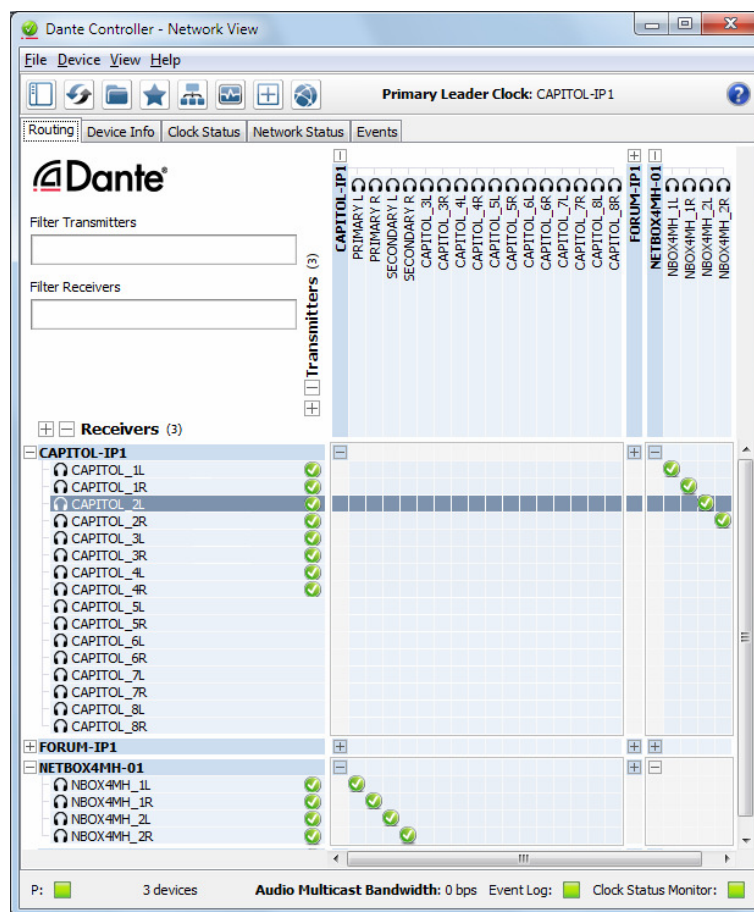 Dante Controller - Network View
File Device View Help
Primary Leader Clock: CAPITOL-IP1
Routing Device Info Clock Status Network Status Events
Dante®
Filter Transmitters
Filter Receivers
Transmitters (3)
CAPITOL-IP1
PRIMARY L
PRIMARY R
SECONDARY L
SECONDARY R
CAPITOL_3L
CAPITOL_3R
CAPITOL_4L
CAPITOL_4R
CAPITOL_5L
CAPITOL_5R
CAPITOL_6L
CAPITOL_6R
CAPITOL_7L
CAPITOL_7R
CAPITOL_8L
CAPITOL_8R
FORUM-IP1
NETBOX4MH-01
NBOX4MH_1L
NBOX4MH_1R
NBOX4MH_2L
NBOX4MH_2R
Receivers (3)
CAPITOL-IP1
CAPITOL_1L
CAPITOL_1R
CAPITOL_2L
CAPITOL_2R
CAPITOL_3L
CAPITOL_3R
CAPITOL_4L
CAPITOL_4R
CAPITOL_5L
CAPITOL_5R
CAPITOL_6L
CAPITOL_6R
CAPITOL_7L
CAPITOL_7R
CAPITOL_8L
CAPITOL_8R
FORUM-IP1
NETBOX4MH-01
NBOX4MH_1L
NBOX4MH_1R
NBOX4MH_2L
NBOX4MH_2R
P: 3 devices Audio Multicast Bandwidth: 0 bps Event Log: Clock Status Monitor: